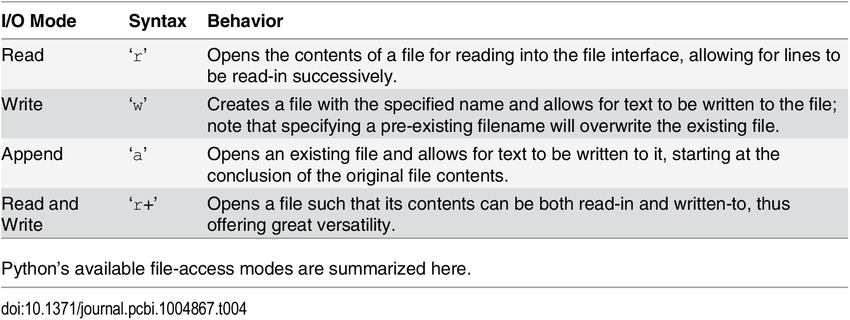 I/O Mode Syntax Behavior
Read ‘r’ Opens the contents of a file for reading into the file interface, allowing for lines to
be read-in successively.
Write ‘w’ Creates a file with the specified name and allows for text to be written to the file;
note that specifying a pre-existing filename will overwrite the existing file.
Append ‘a’ Opens an existing file and allows for text to be written to it, starting at the
conclusion of the original file contents.
Read and ‘r+’ Opens a file such that its contents can be both read-in and written-to, thus
Write offering great versatility.
Python’s available file-access modes are summarized here.
doi:10.1371/journal.pcbi.1004867.t004